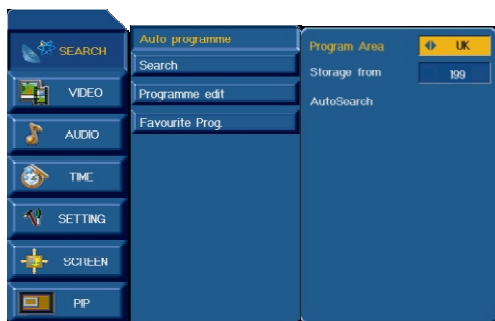 SEARCH
VIDEO
AUDIO
TIME
SETTING
SCREEN
PIP
Auto programme
Search
Programme edit
Favourite Prog.
Program Area UK
Storage from 199
AutoSearch